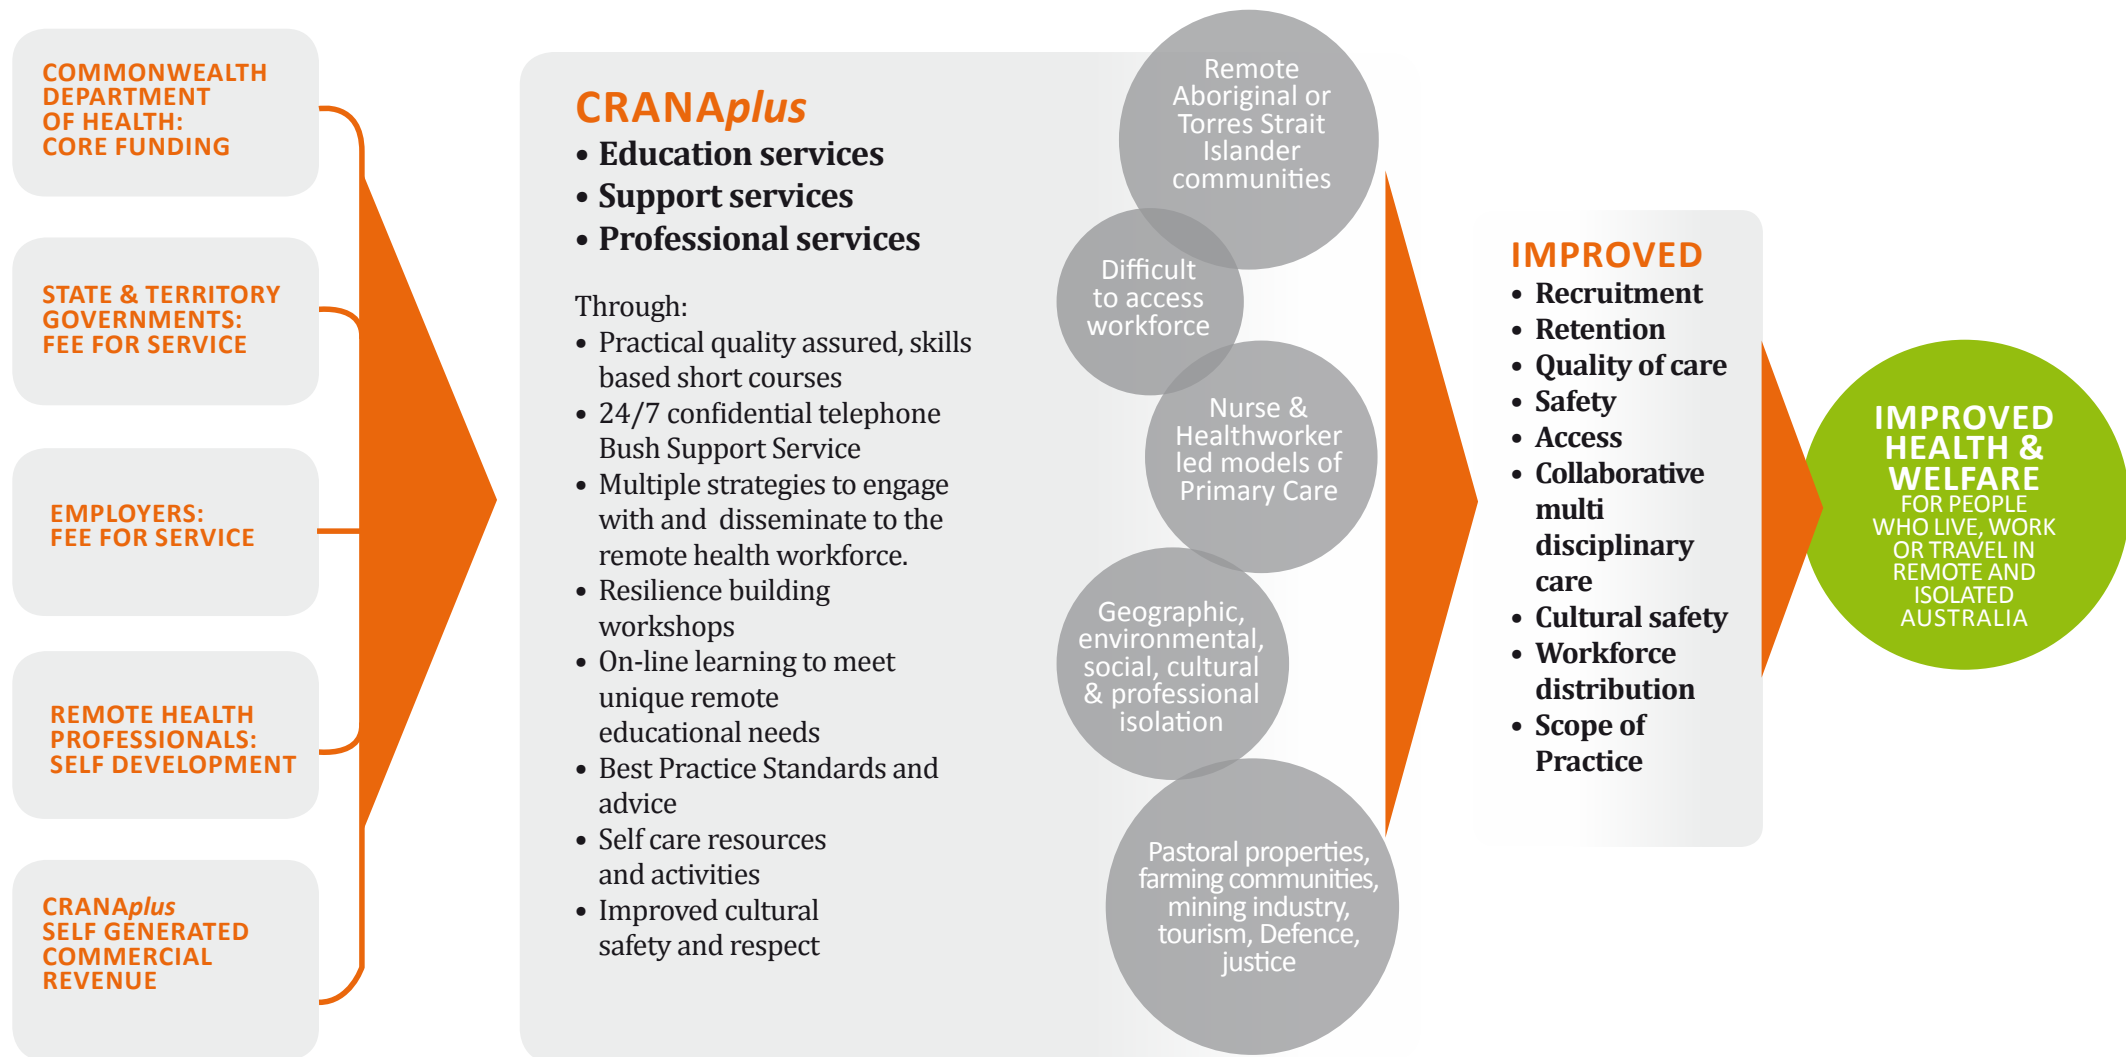 COMMONWEALTH
DEPARTMENT
OF HEALTH:
CORE FUNDING
STATE & TERRITORY
GOVERNMENTS:
FEE FOR SERVICE
EMPLOYERS:
FEE FOR SERVICE
REMOTE HEALTH
PROFESSIONALS:
SELF DEVELOPMENT
CRANAplus
SELF GENERATED
COMMERCIAL
REVENUE
CRANAplus
• Education services
• Support services
• Professional services
Through:
• Practical quality assured, skills
based short courses
• 24/7 confidential telephone
Bush Support Service
• Multiple strategies to engage
with and disseminate to the
remote health workforce.
• Resilience building
workshops
• On-line learning to meet
unique remote
educational needs
• Best Practice Standards and
advice
• Self care resources
and activities
• Improved cultural
safety and respect
Remote
Aboriginal or
Torres Strait
Islander
communities
Difficult
to access
workforce
Nurse &
Healthworker
led models of
Primary Care
Geographic,
environmental,
social, cultural
& professional
isolation
Pastoral properties,
farming communities,
mining industry,
tourism, Defence,
justice
IMPROVED
• Recruitment
• Retention
• Quality of care
• Safety
• Access
• Collaborative
multi
disciplinary
care
• Cultural safety
• Workforce
distribution
• Scope of
Practice
IMPROVED
HEALTH &
WELFARE
FOR PEOPLE
WHO LIVE, WORK
OR TRAVEL IN
REMOTE AND
ISOLATED
AUSTRALIA